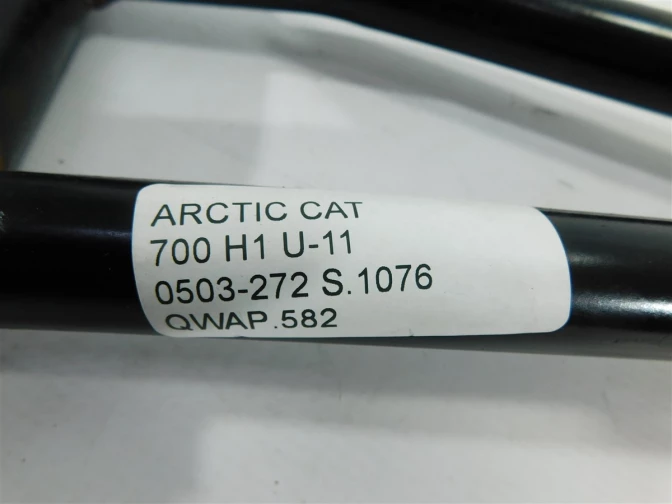 ARCTIC CAT
700 H1 U-11
0503-272 S.1076
QWAP.582